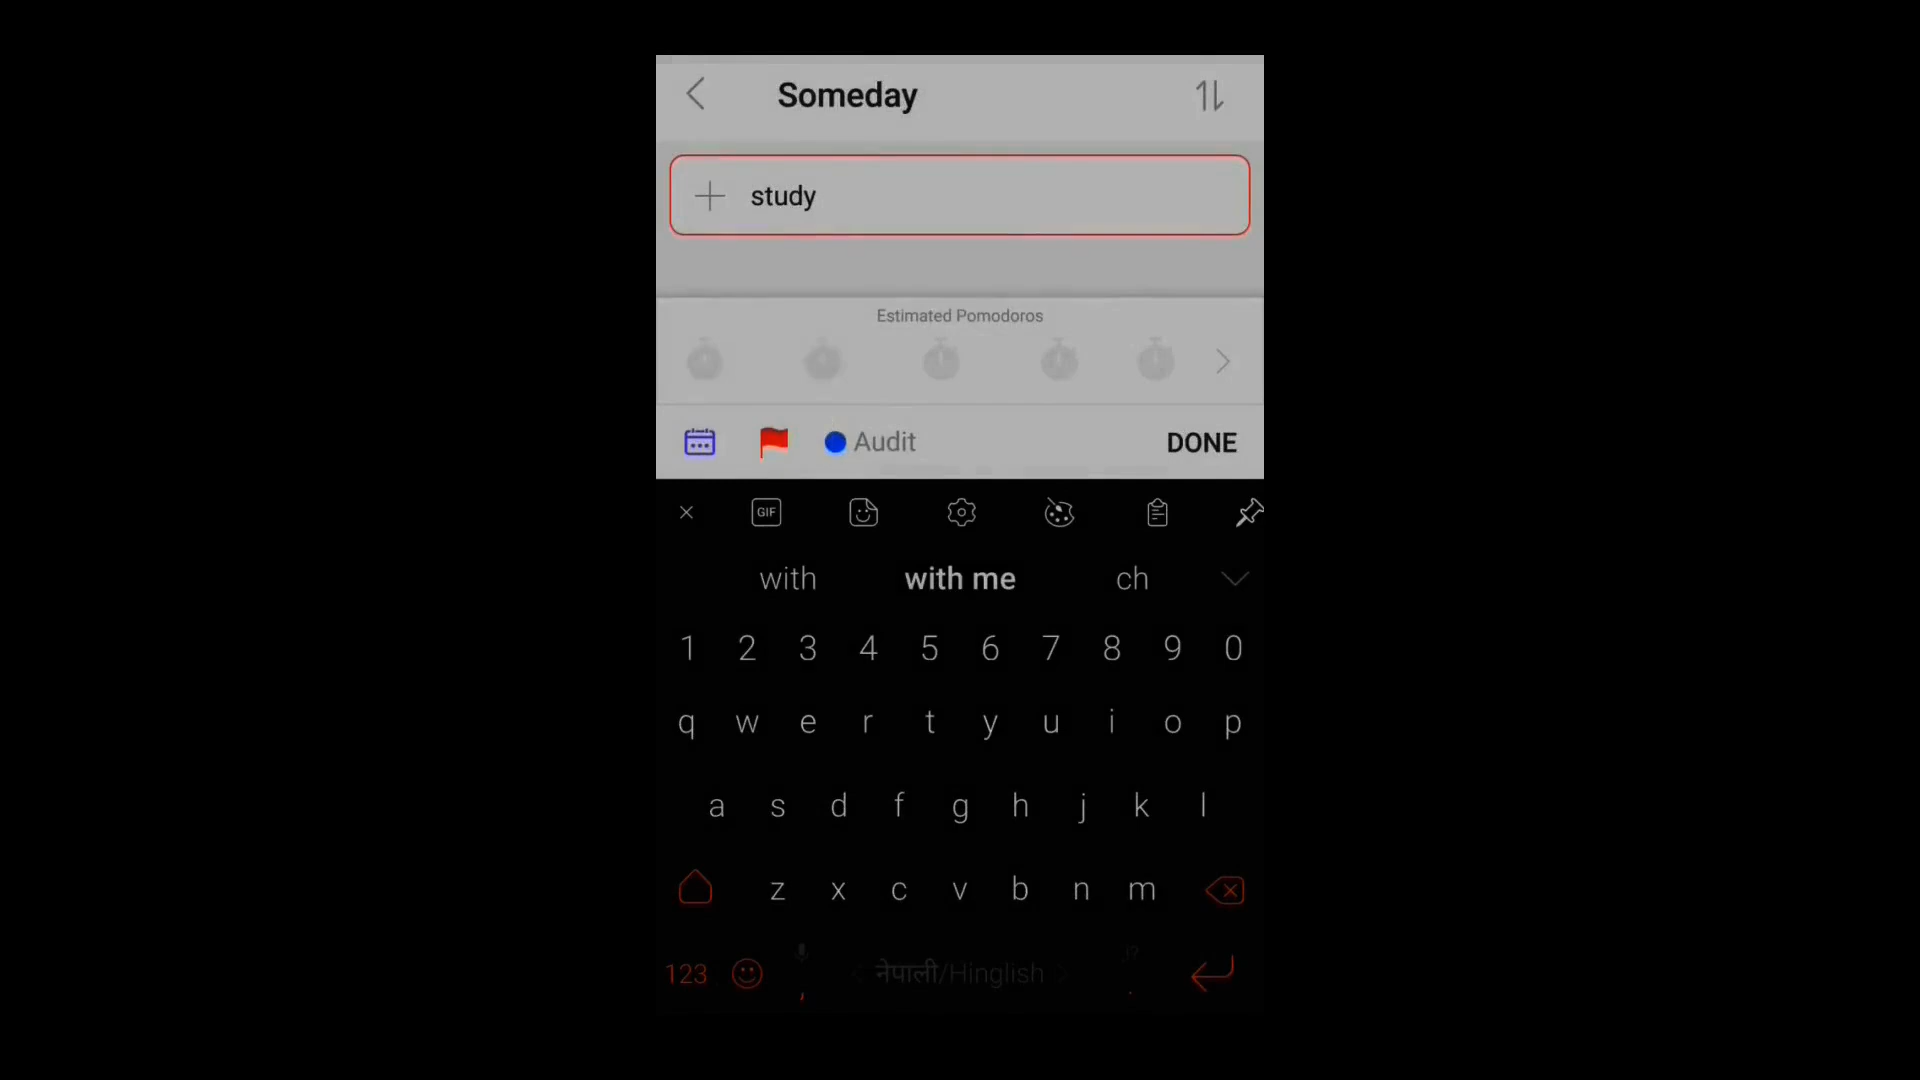 Someday
study
Estimated Pomodoros
Audit DONE
GIF
with with me ch
1 2 3 4 5 6 7 8 9 0
q w e r t y u i o p
a s d f g h j k l
z x c v b n m
!?
123 , < नेपाली/Hinglish > .